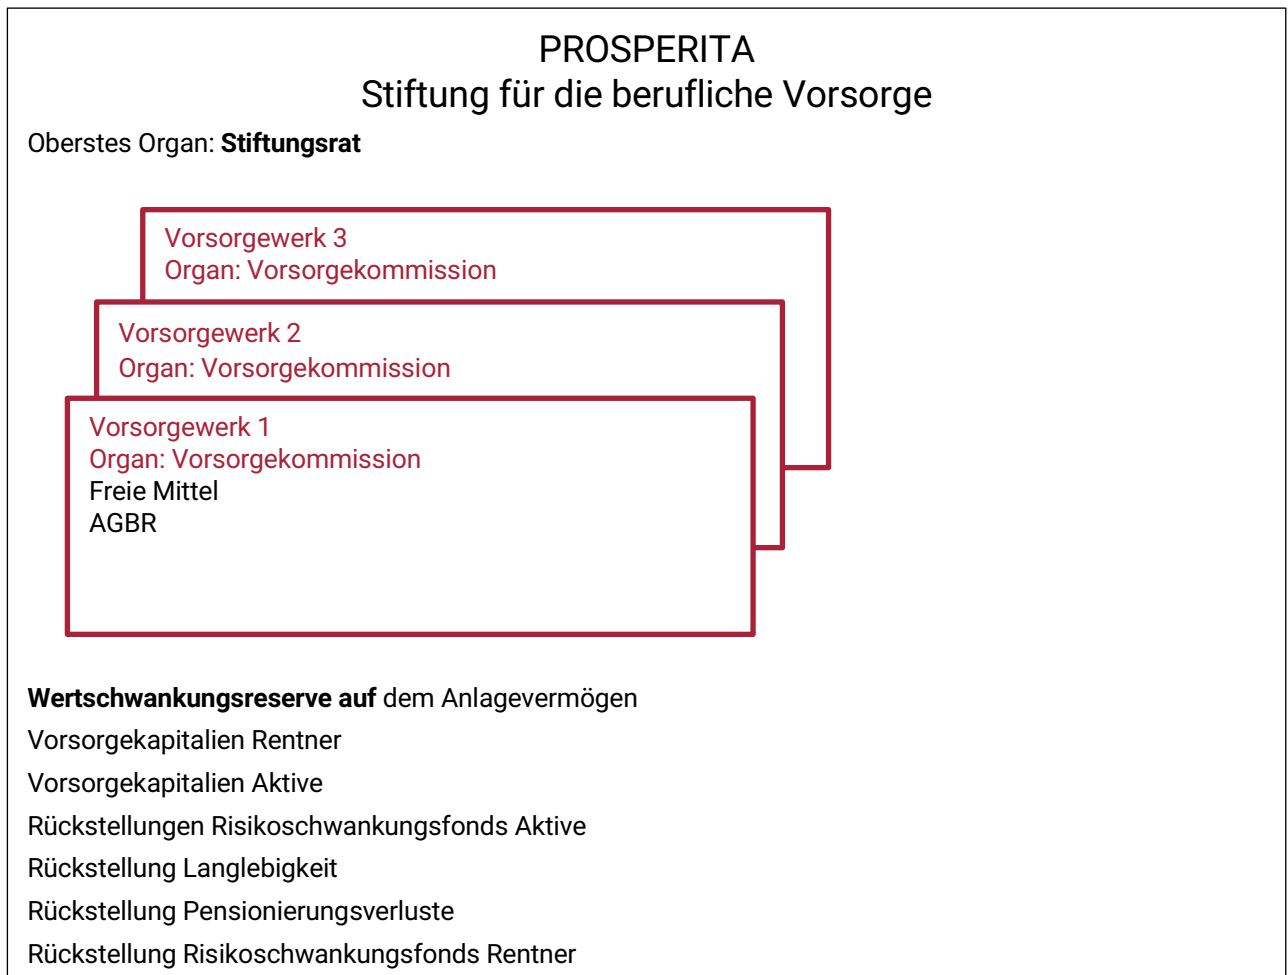 PROSPERITA
Stiftung für die berufliche Vorsorge
Oberstes Organ: Stiftungsrat
Vorsorgewerk 3
Organ: Vorsorgekommission
Vorsorgewerk 2
Organ: Vorsorgekommission
Vorsorgewerk 1
Organ: Vorsorgekommission
Freie Mittel
AGBR
Wertschwankungsreserve auf dem Anlagevermögen
Vorsorgekapitalien Rentner
Vorsorgekapitalien Aktive
Rückstellungen Risikoschwankungsfonds Aktive
Rückstellung Langlebigkeit
Rückstellung Pensionierungsverluste
Rückstellung Risikoschwankungsfonds Rentner